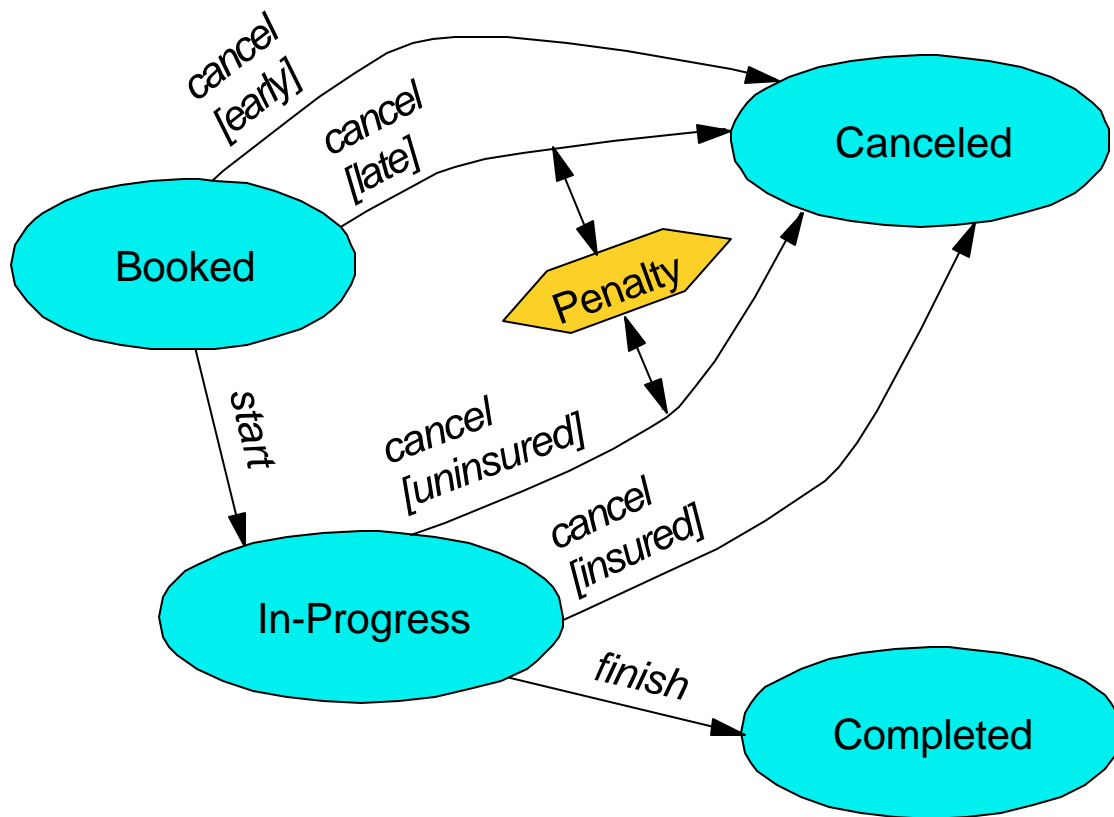 cancel
[early]
cancel
[late]
Canceled
Booked
Penalty
start
cancel
[uninsured]
cancel
[insured]
In-Progress
finish
Completed